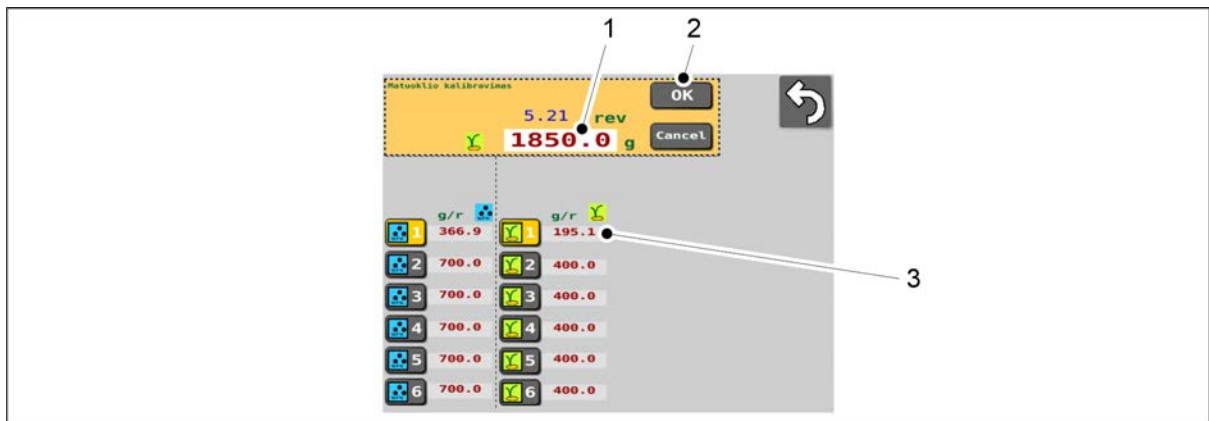 1 2
Matuoklio kalibravimas
OK
5.21 rev
1850.0 g
Cancel
g/r g/r
1 366.9 1 195.1
3
2 700.0 2 400.0
3 700.0 3 400.0
4 700.0 4 400.0
5 700.0 5 400.0
6 700.0 6 400.0